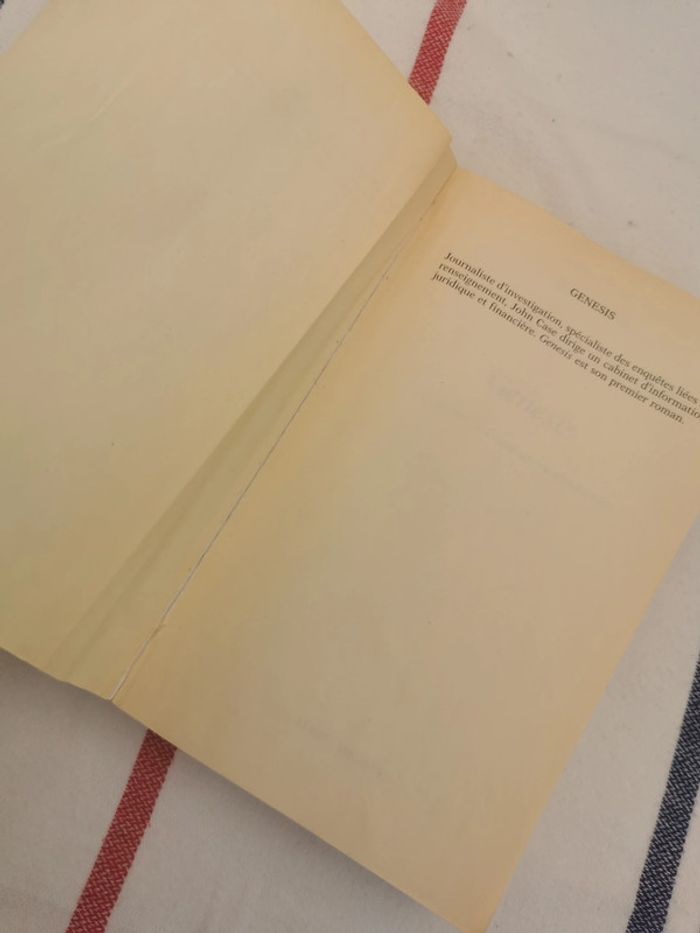 GENESIS
Journaliste d'investigation, spécialiste des enquêtes liées
renseignement, John Case dirige un cabinet d'informatio
juridique et financière. Genesis est son premier roman.